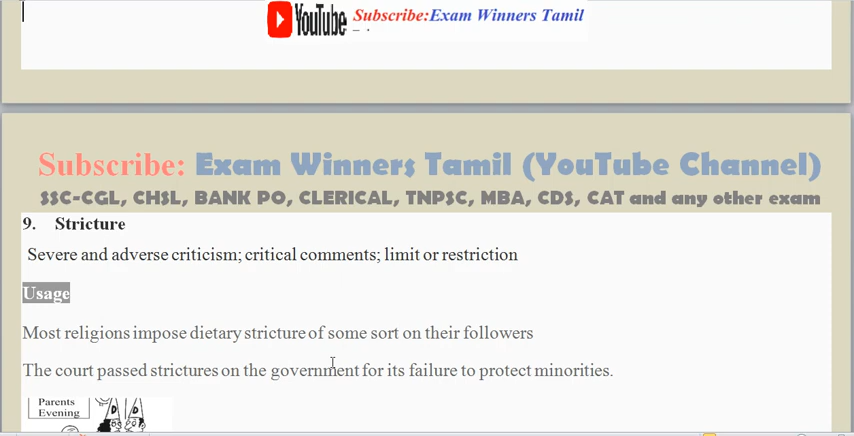 YouTube Subscribe:Exam Winners Tamil
Subscribe: Exam Winners Tamil (YouTube Channel)
SSC-CGL, CHSL, BANK PO, CLERICAL, TNPSC, MBA, CDS, CAT and any other exam
9. Stricture
Severe and adverse criticism; critical comments; limit or restriction
Usage
Most religions impose dietary stricture of some sort on their followers
The court passed strictures on the government for its failure to protect minorities.
Parents
Evening
D D